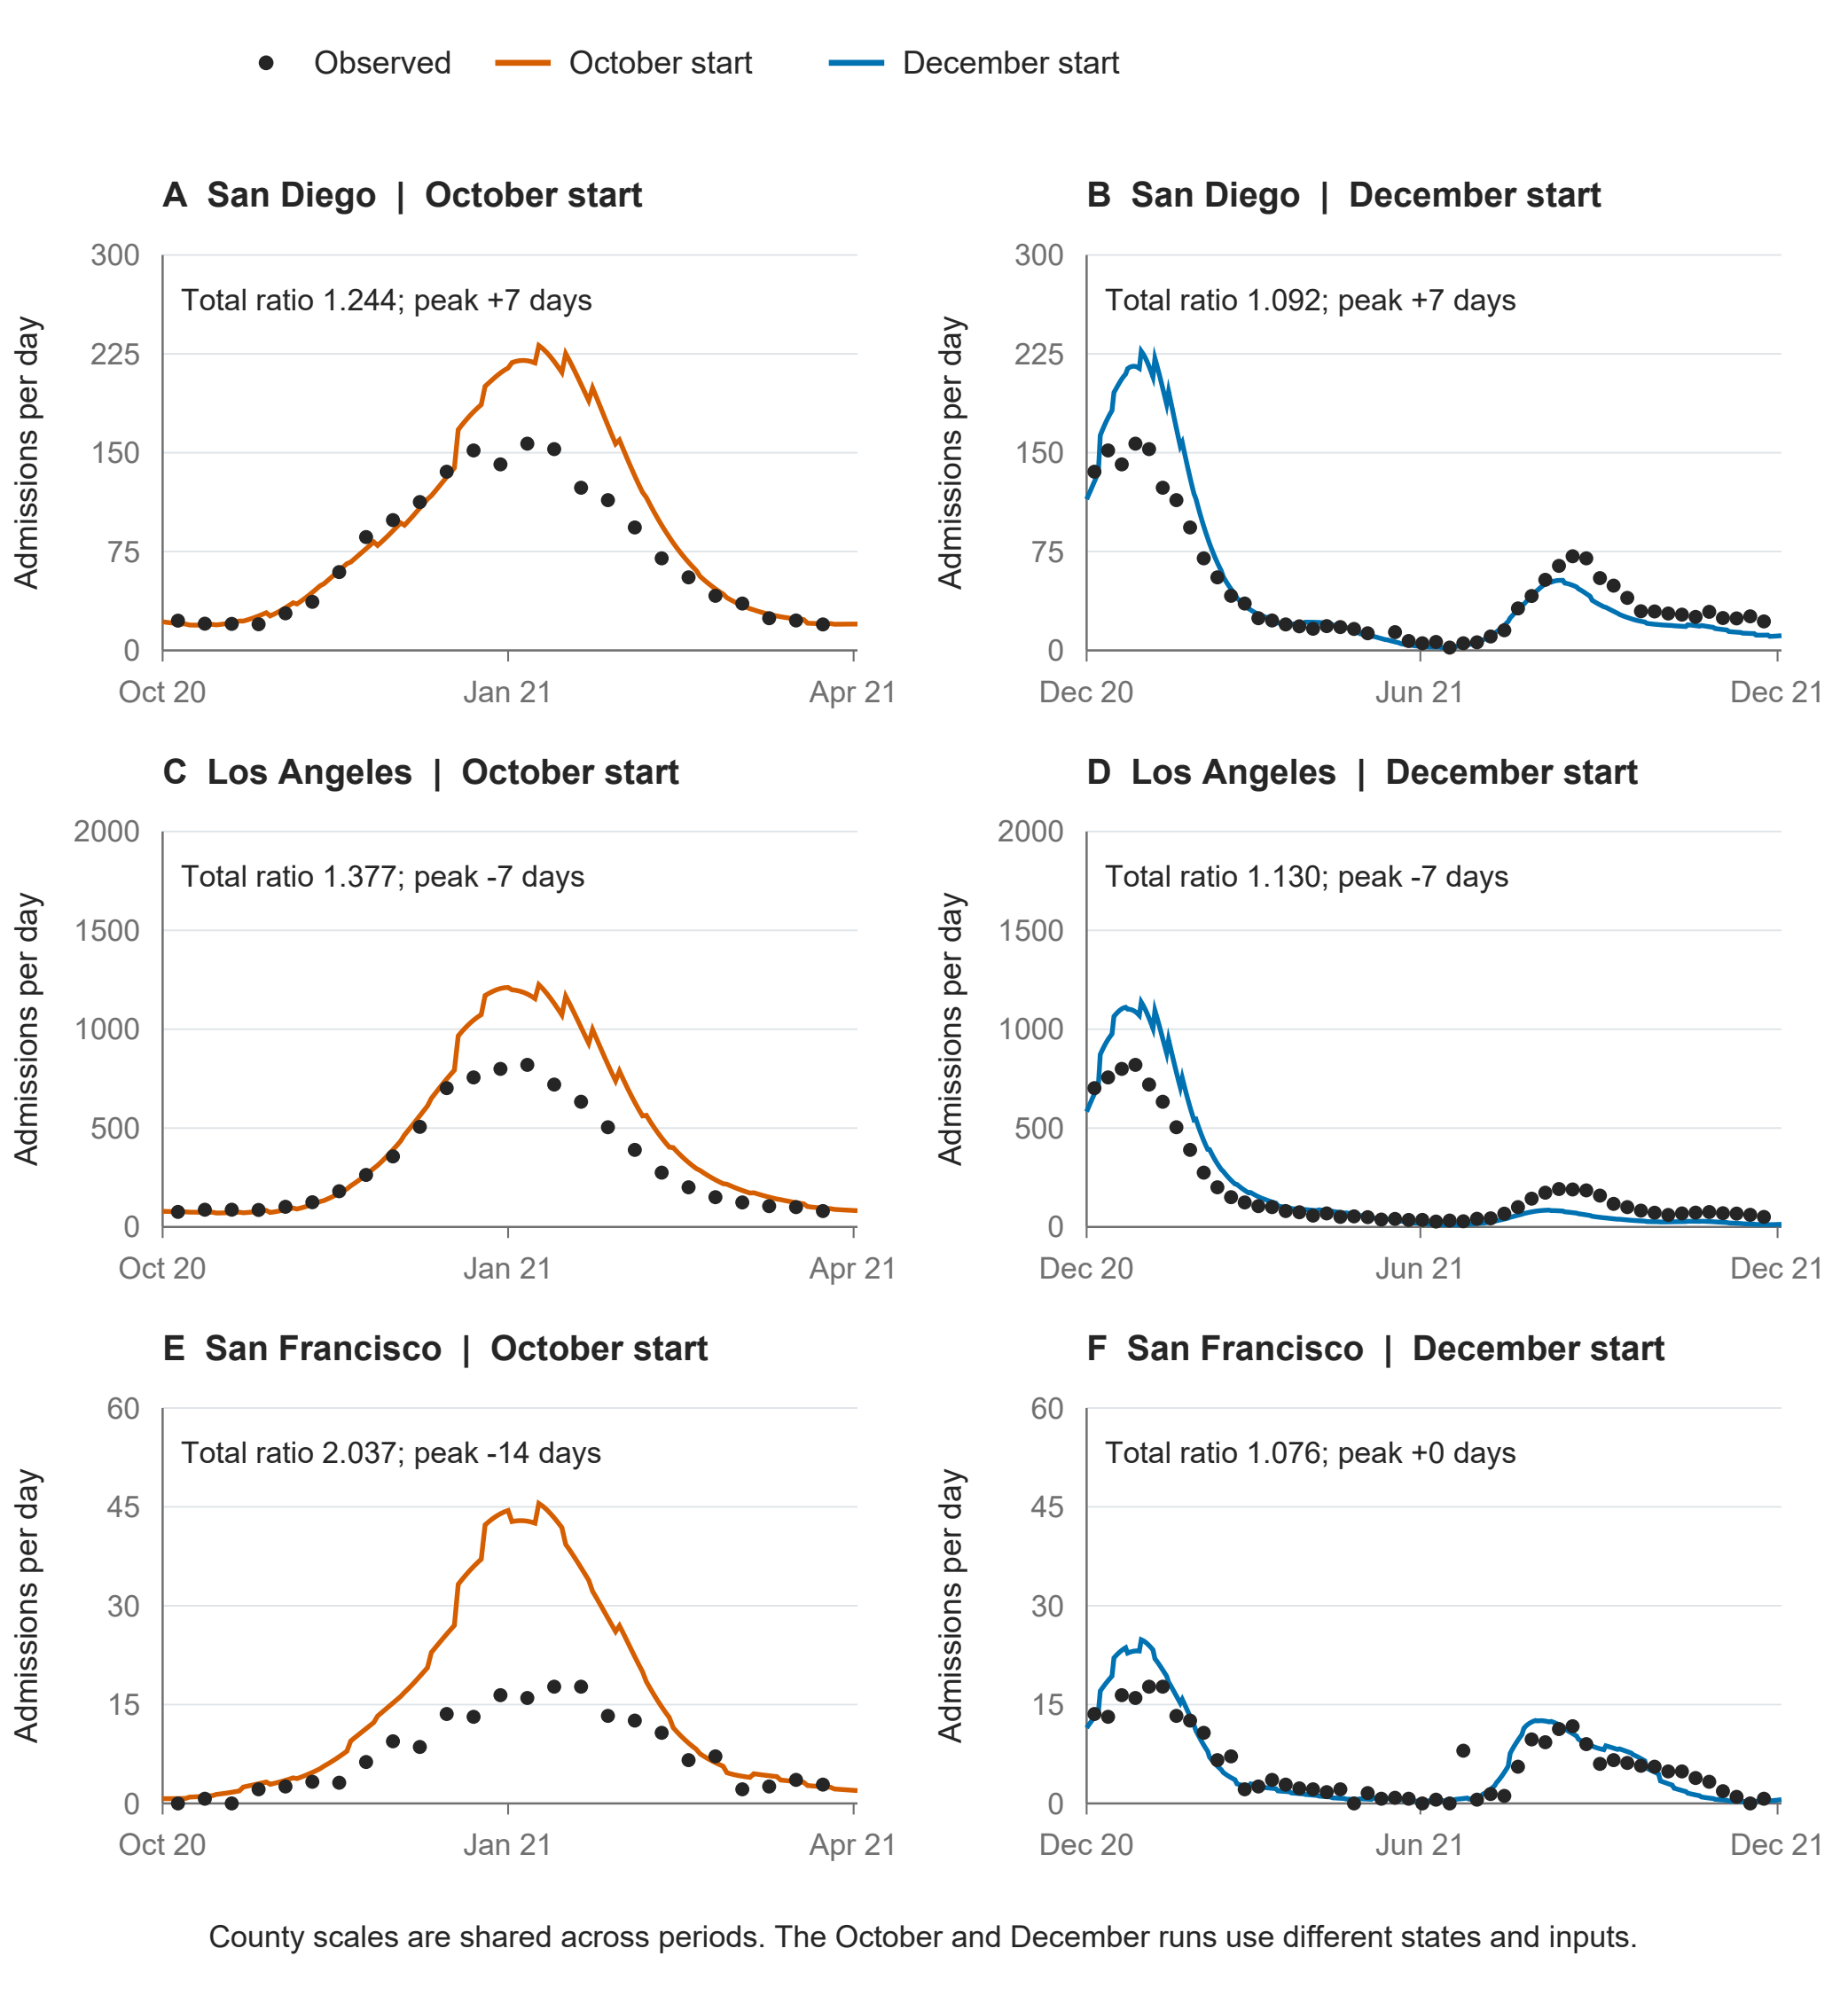 Observed October start December start
A San Diego | October start
B San Diego | December start
Admissions per day
300
225
150
75
0
Total ratio 1.244; peak +7 days
Oct 20 Jan 21 Apr 21
Admissions per day
300
225
150
75
0
Total ratio 1.092; peak +7 days
Dec 20 Jun 21 Dec 21
C Los Angeles | October start
D Los Angeles | December start
Admissions per day
2000
1500
1000
500
0
Total ratio 1.377; peak -7 days
Oct 20 Jan 21 Apr 21
Admissions per day
2000
1500
1000
500
0
Total ratio 1.130; peak -7 days
Dec 20 Jun 21 Dec 21
E San Francisco | October start
F San Francisco | December start
Admissions per day
60
45
30
15
0
Total ratio 2.037; peak -14 days
Oct 20 Jan 21 Apr 21
Admissions per day
60
45
30
15
0
Total ratio 1.076; peak +0 days
Dec 20 Jun 21 Dec 21
County scales are shared across periods. The October and December runs use different states and inputs.